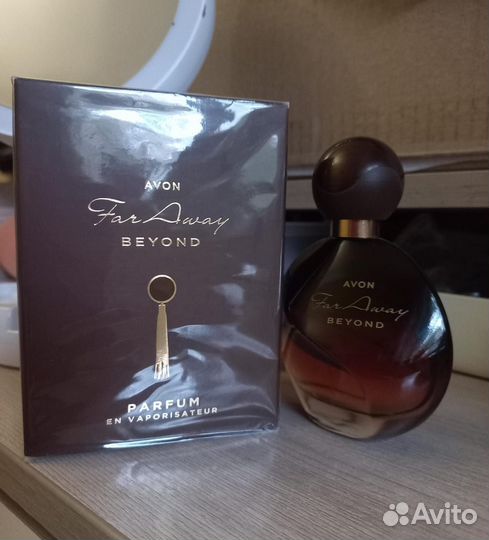 AVON
Far Away
BEYOND
PARFUM
EN VAPORISATEUR
AVON
Far Away
BEYOND
Avito